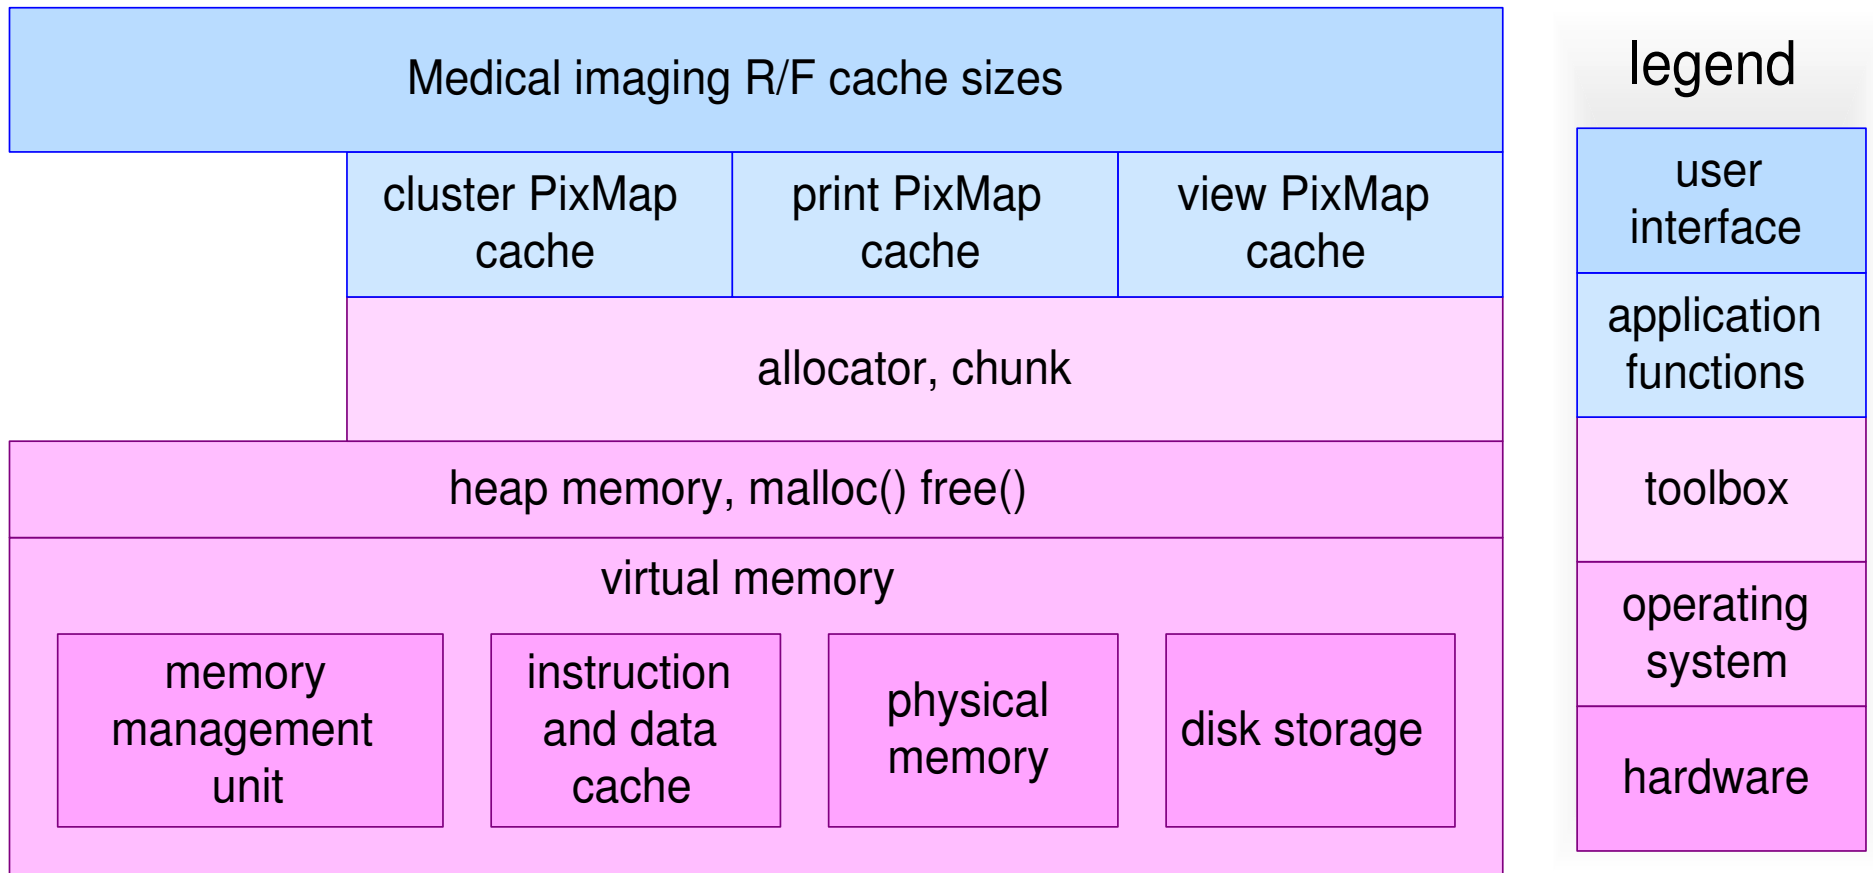 Medical imaging R/F cache sizes
cluster PixMap
cache
print PixMap
cache
view PixMap
cache
allocator, chunk
heap memory, malloc() free()
virtual memory
memory
management
unit
instruction
and data
cache
physical
memory
disk storage
legend
user
interface
application
functions
toolbox
operating
system
hardware